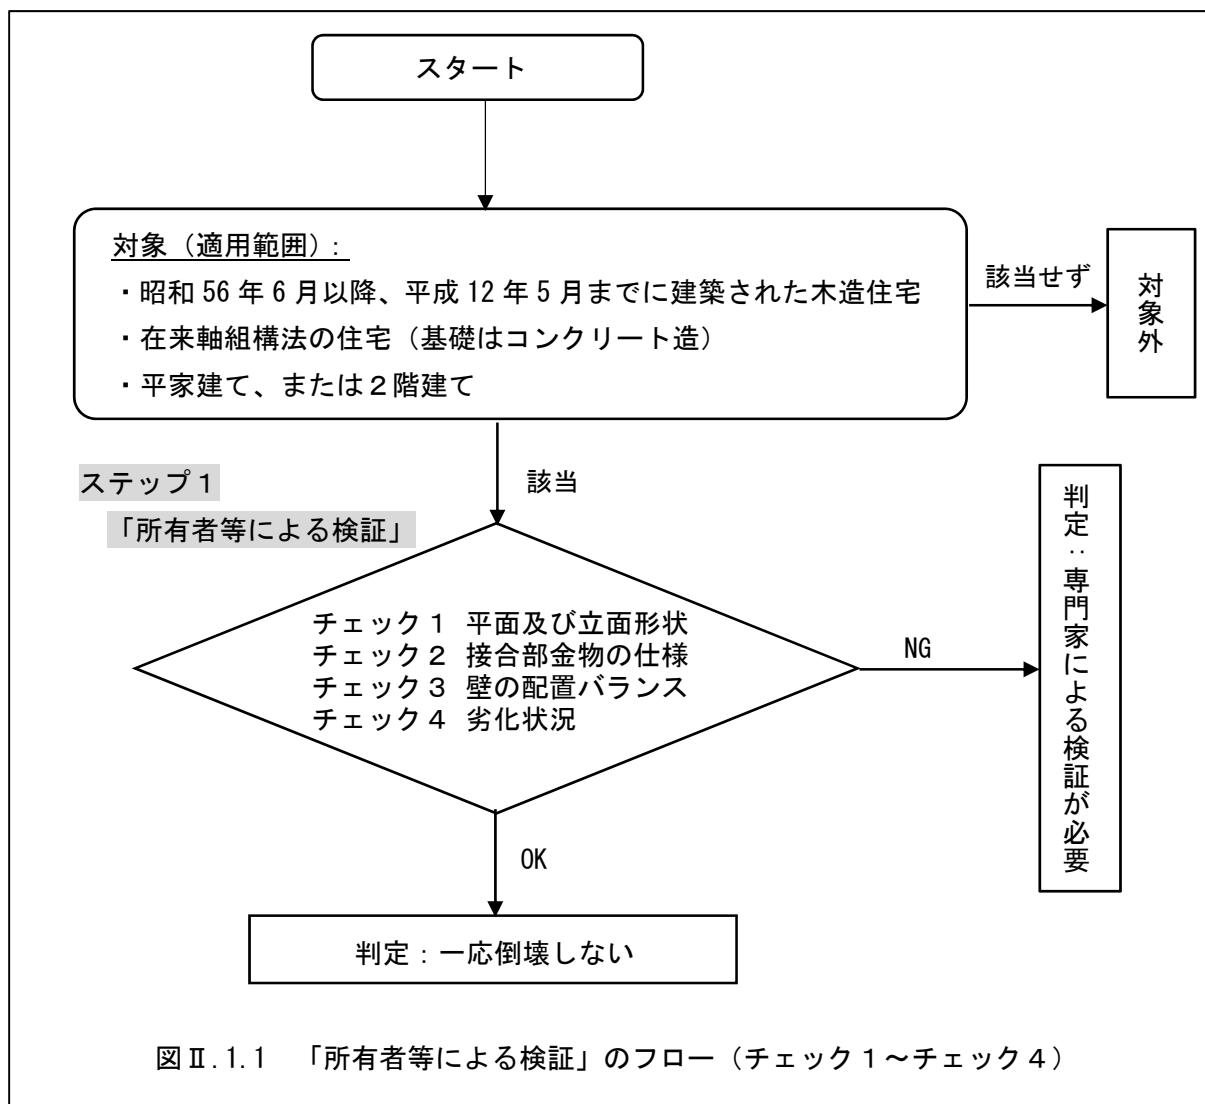 スタート
対象（適用範囲）：
・昭和 56 年 6 月以降、平成 12 年 5 月までに建築された木造住宅
・在来軸組構法の住宅（基礎はコンクリート造）
・平家建て、または２階建て
該当せず
対象外
該当
ステップ１
「所有者等による検証」
チェック１ 平面及び立面形状
チェック２ 接合部金物の仕様
チェック３ 壁の配置バランス
チェック４ 劣化状況
NG
判定：専門家による検証が必要
OK
判定：一応倒壊しない
図Ⅱ.1.1　「所有者等による検証」のフロー（チェック１～チェック４）